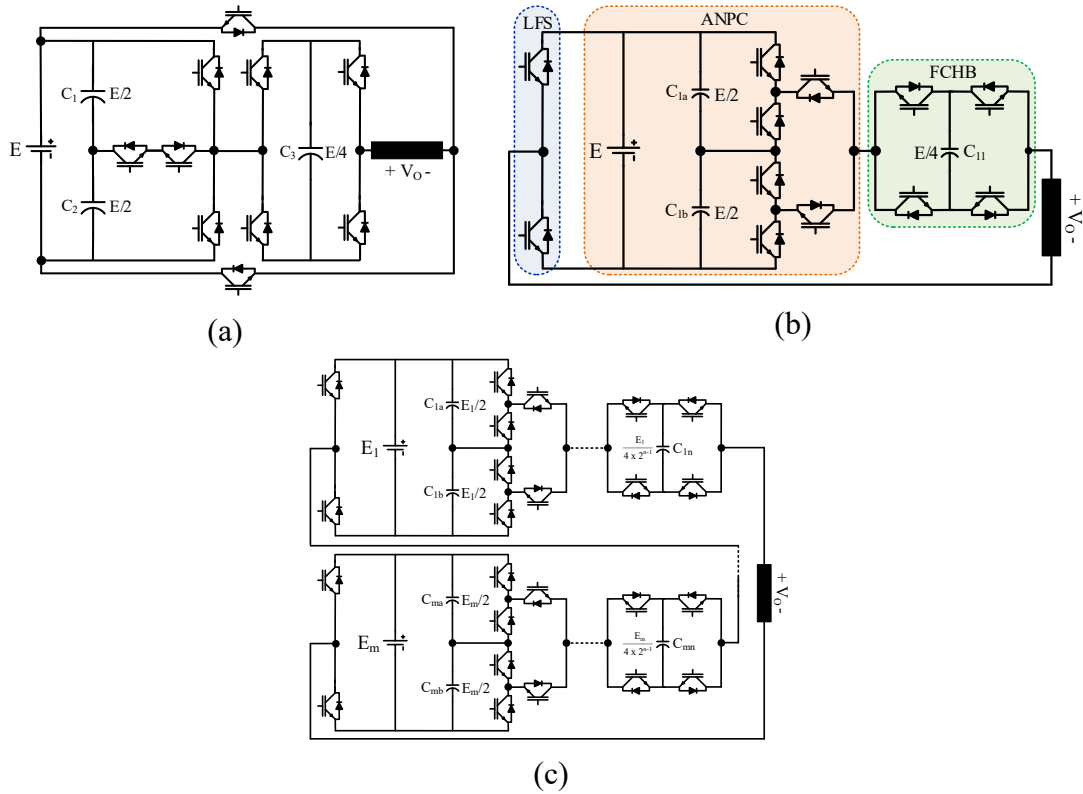 C₁ E/2
E
C₃ E/4
+ Vₒ -
C₂ E/2
(a)
LFS
ANPC
FCHB
C₁ₐ E/2
E
E/4 C₁₁
C₁b E/2
+ Vₒ -
(b)
C₁ₐ E₁/2
E₁
E₁
4 x 2ⁿ⁻¹
C₁ₙ
C₁b E₁/2
+ Vₒ -
Cₘₐ Eₘ/2
Eₘ
Eₘ
4 x 2ⁿ⁻¹
Cₘₙ
Cₘb Eₘ/2
(c)